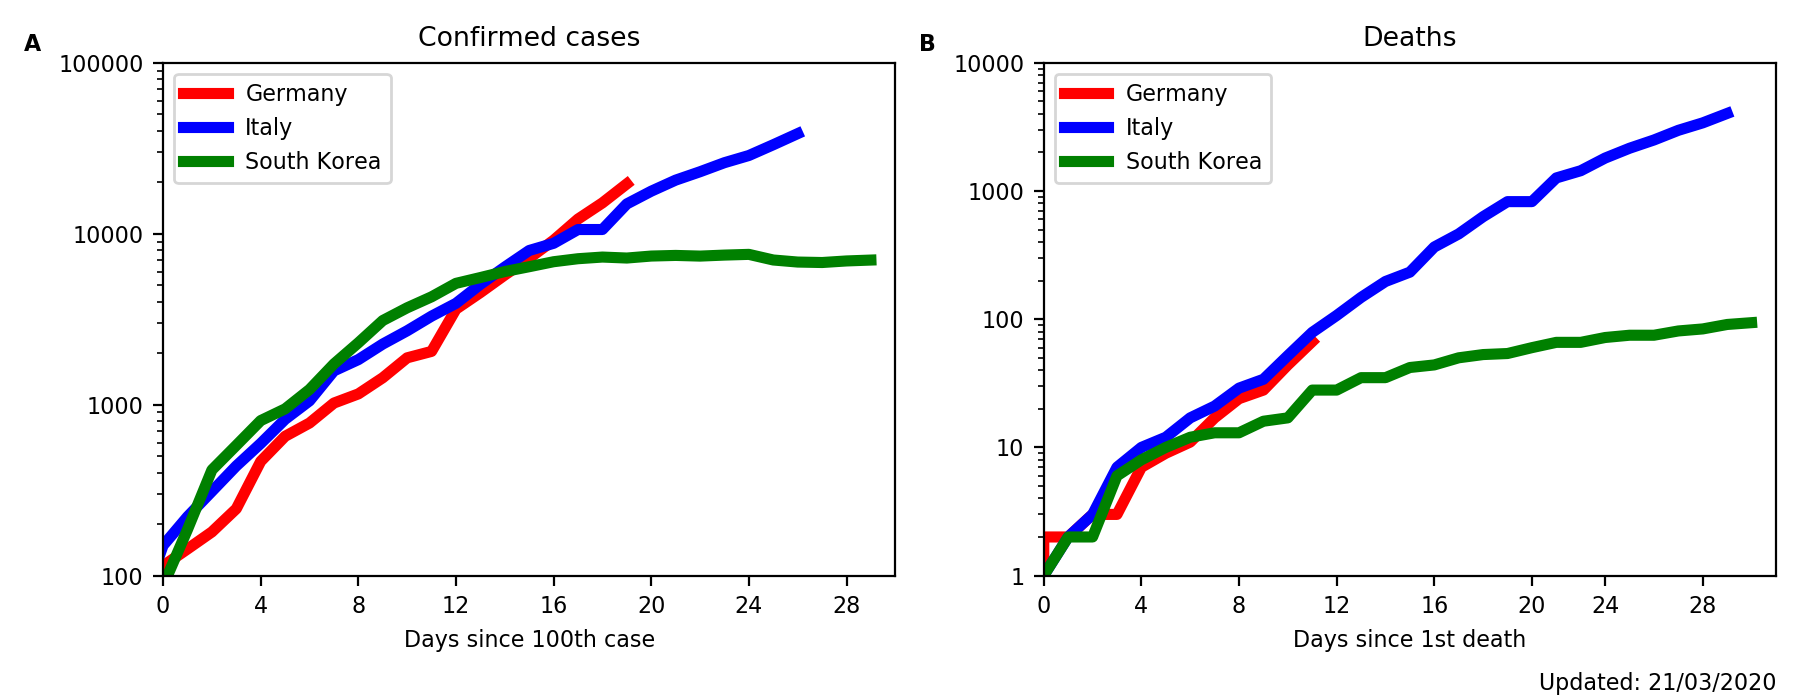 A
Confirmed cases
100000
10000
1000
100
Germany
Italy
South Korea
0 4 8 12 16 20 24 28
Days since 100th case
B
Deaths
10000
1000
100
10
1
Germany
Italy
South Korea
0 4 8 12 16 20 24 28
Days since 1st death
Updated: 21/03/2020